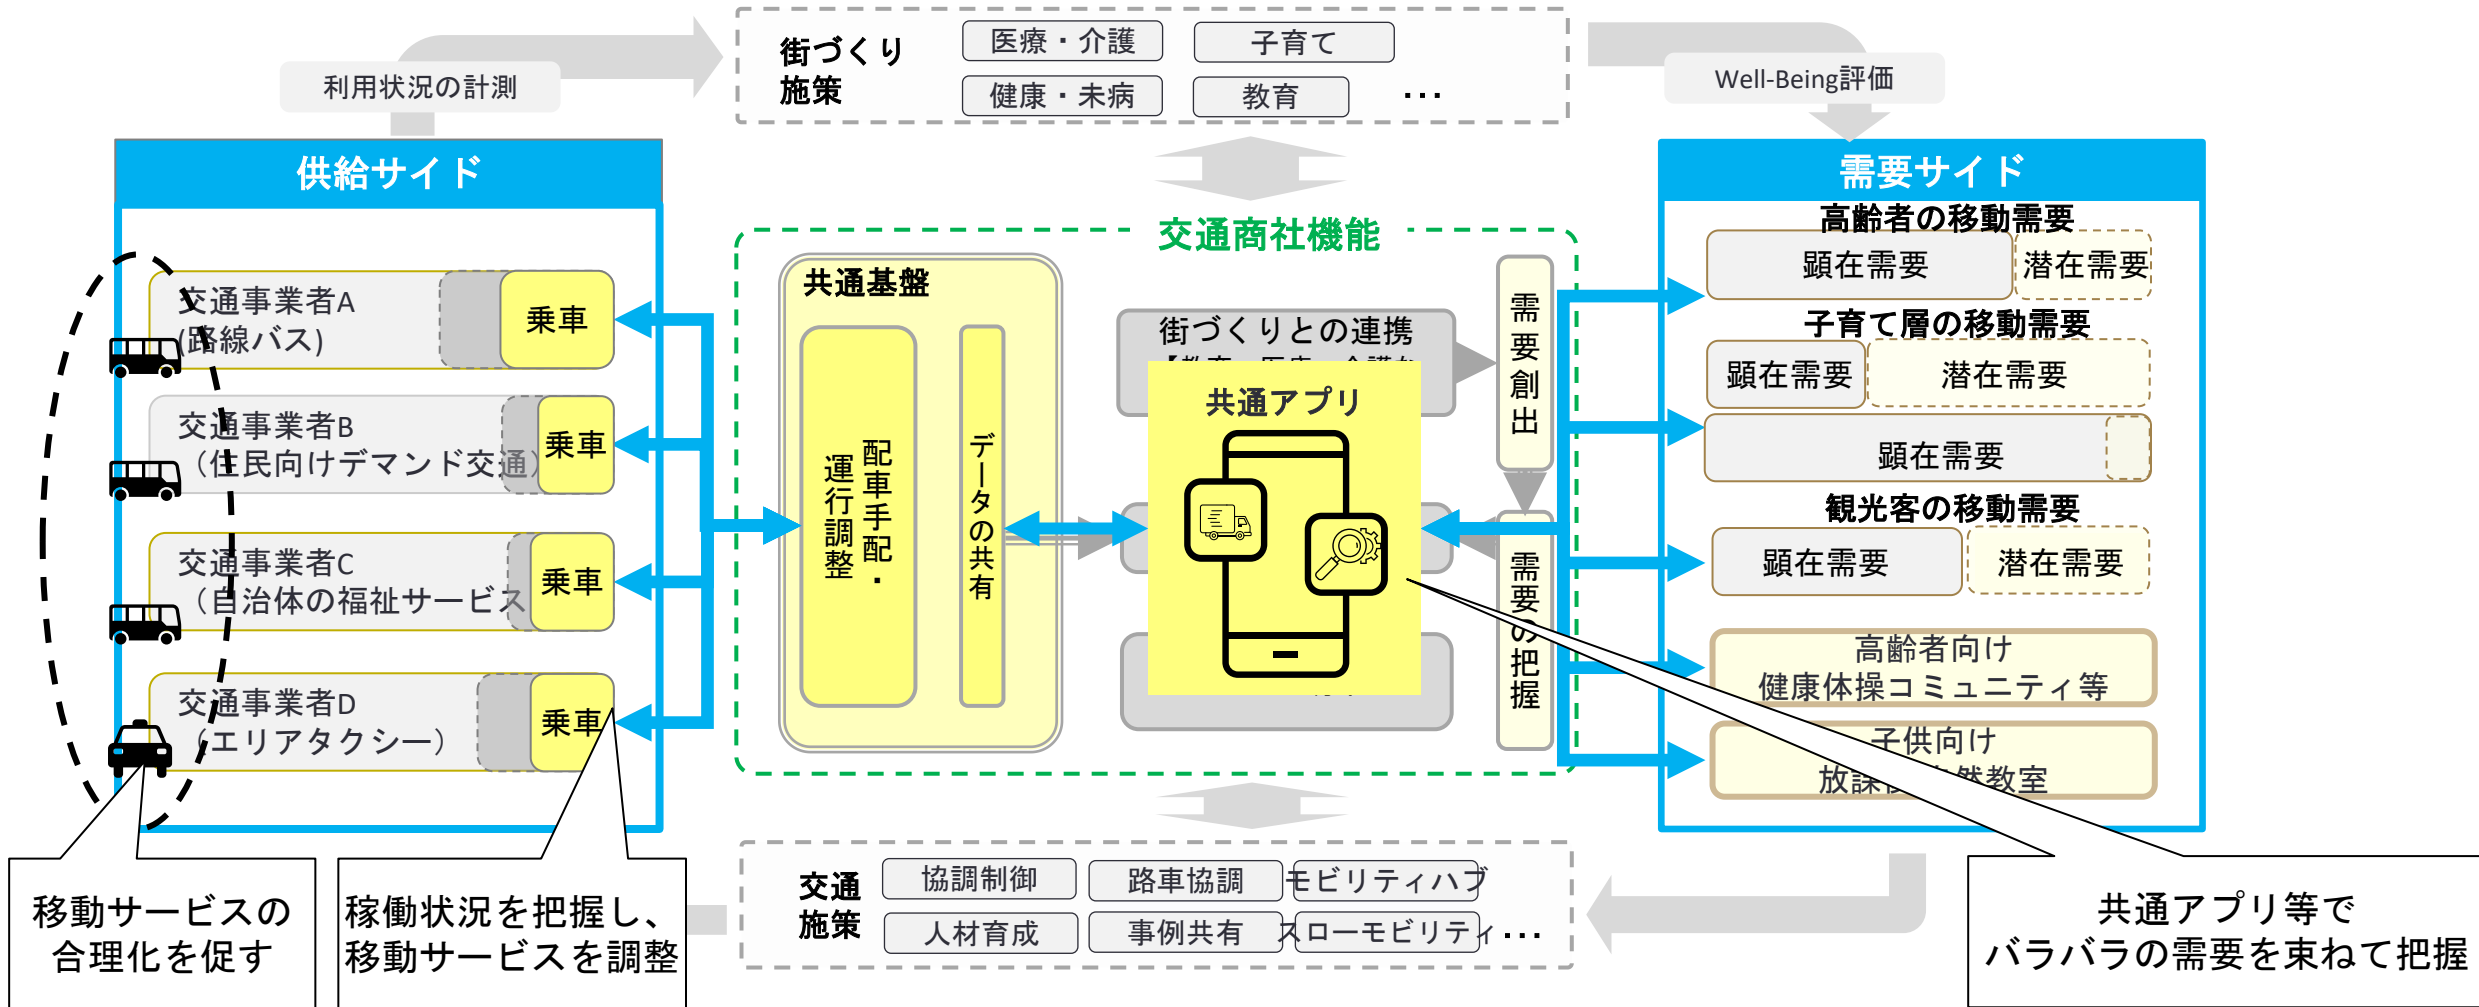 街づくり
施策
医療・介護
子育て
健康・未病
教育
・・・
利用状況の計測
Well-Being評価
供給サイド
交通事業者A
(路線バス)
乗車
交通事業者B
（住民向けデマンド交通）
乗車
交通事業者C
（自治体の福祉サービス
乗車
交通事業者D
（エリアタクシー）
乗車
交通商社機能
共通基盤
配車手配・
運行調整
データの共有
街づくりとの連携
共通アプリ
需要創出
需要の把握
需要サイド
高齢者の移動需要
顕在需要
潜在需要
子育て層の移動需要
顕在需要
潜在需要
顕在需要
観光客の移動需要
顕在需要
潜在需要
高齢者向け
健康体操コミュニティ等
子供向け
教室
交通
施策
協調制御
路車協調
モビリティハブ
人材育成
事例共有
スローモビリティ
・・・
移動サービスの
合理化を促す
稼働状況を把握し、
移動サービスを調整
共通アプリ等で
バラバラの需要を束ねて把握